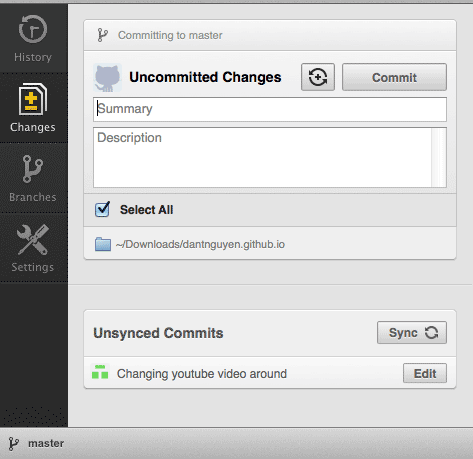 History
Changes
Branches
Settings
Committing to master
Uncommitted Changes
Commit
Summary
Description
Select All
~/Downloads/dantnguyen.github.io
Unsynced Commits
Sync
Changing youtube video around
Edit
master